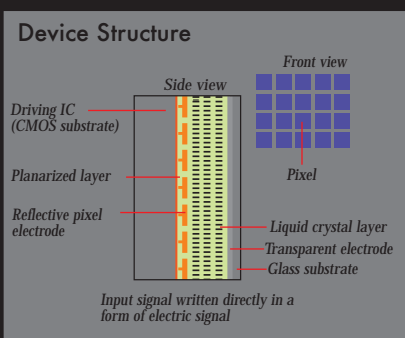 Device Structure
Front view
Side view
Driving IC
(CMOS substrate)
Planarized layer
Pixel
Reflective pixel
electrode
Liquid crystal layer
Transparent electrode
Glass substrate
Input signal written directly in a
form of electric signal